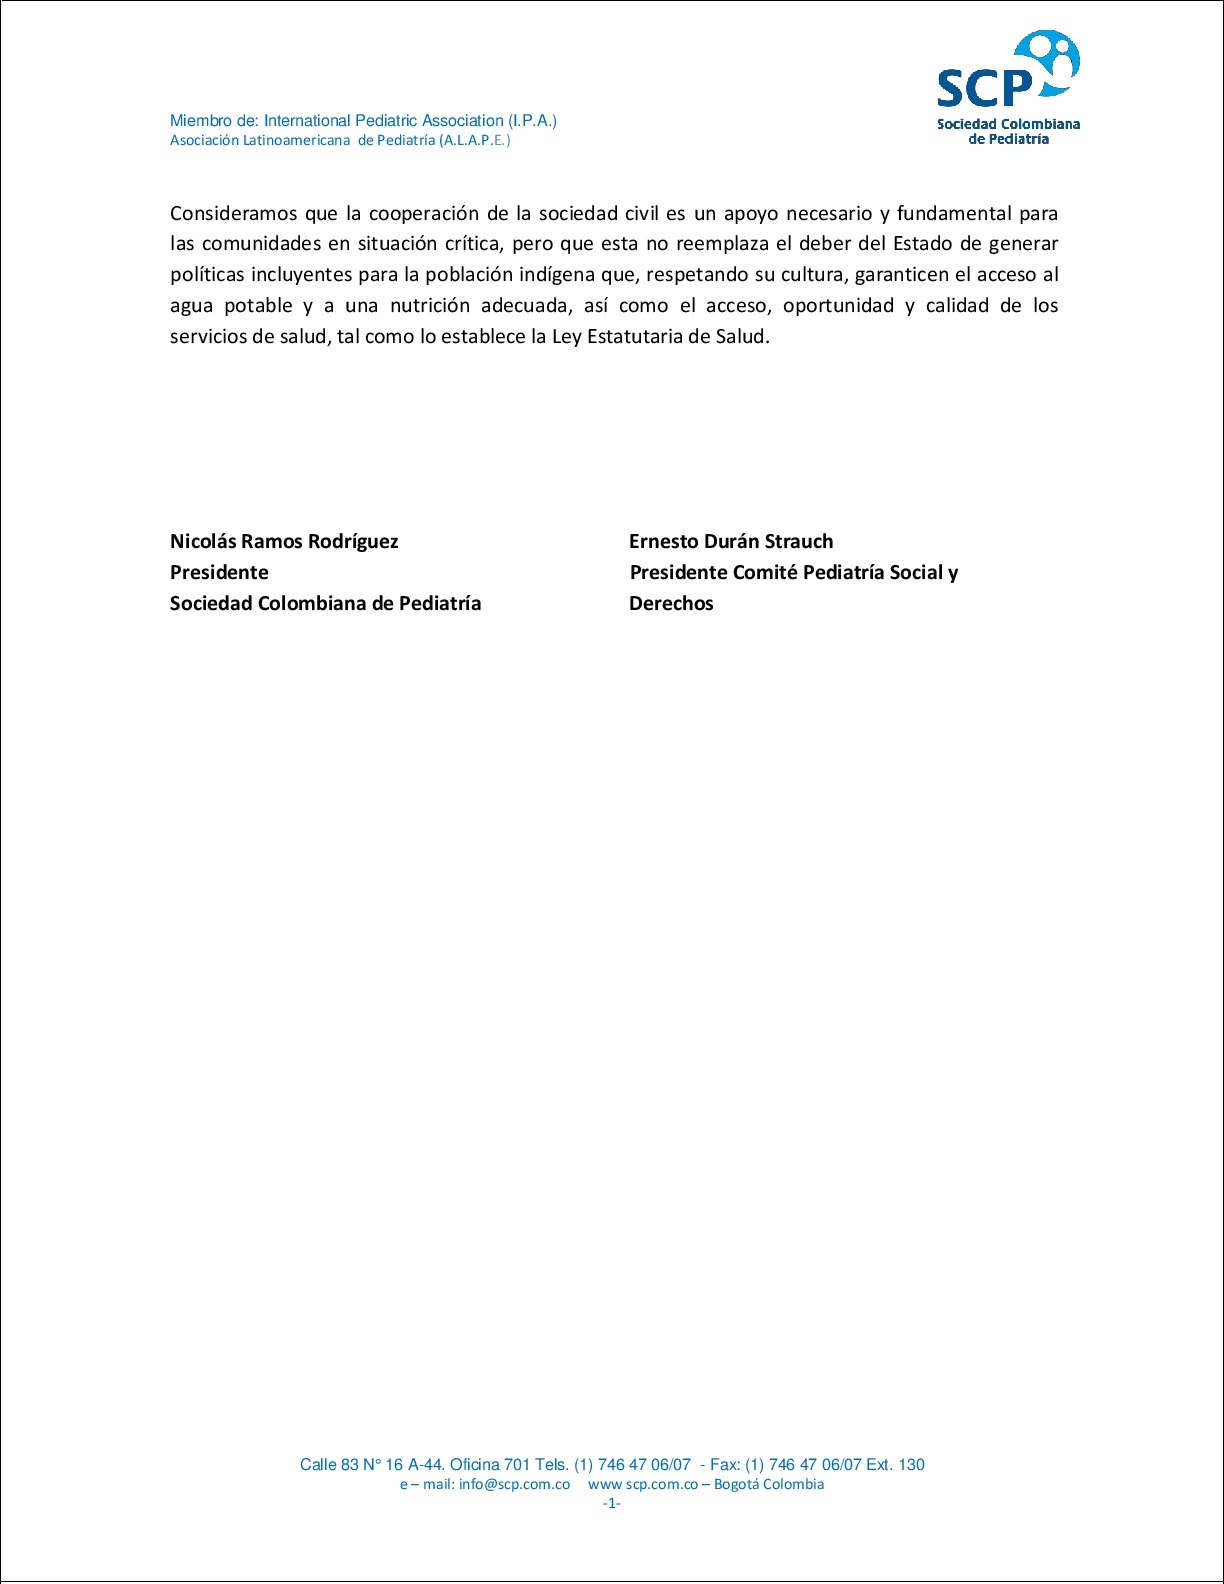 SCP
Sociedad Colombiana
de Pediatría
Miembro de: International Pediatric Association (I.P.A.)
Asociación Latinoamericana  de Pediatría (A.L.A.P.E.)
Consideramos que la cooperación de la sociedad civil es un apoyo necesario y fundamental para
las comunidades en situación crítica, pero que esta no reemplaza el deber del Estado de generar
políticas incluyentes para la población indígena que, respetando su cultura, garanticen el acceso al
agua potable y a una nutrición adecuada, así como el acceso, oportunidad y calidad de los
servicios de salud, tal como lo establece la Ley Estatutaria de Salud.
Nicolás Ramos Rodríguez
Presidente
Sociedad Colombiana de Pediatría
Ernesto Durán Strauch
Presidente Comité Pediatría Social y
Derechos
Calle 83 N° 16 A-44. Oficina 701 Tels. (1) 746 47 06/07  - Fax: (1) 746 47 06/07 Ext. 130
e – mail: info@scp.com.co    www scp.com.co – Bogotá Colombia
-1-